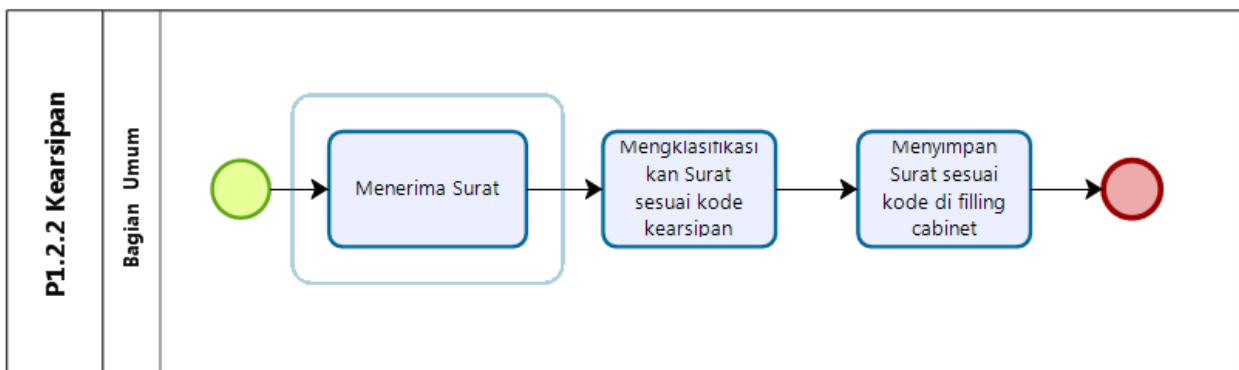 P1.2.2 Kearsipan
Bagian Umum
Menerima Surat
Mengklasifikasi
kan Surat
sesuai kode
kearsipan
Menyimpan
Surat sesuai
kode di filling
cabinet